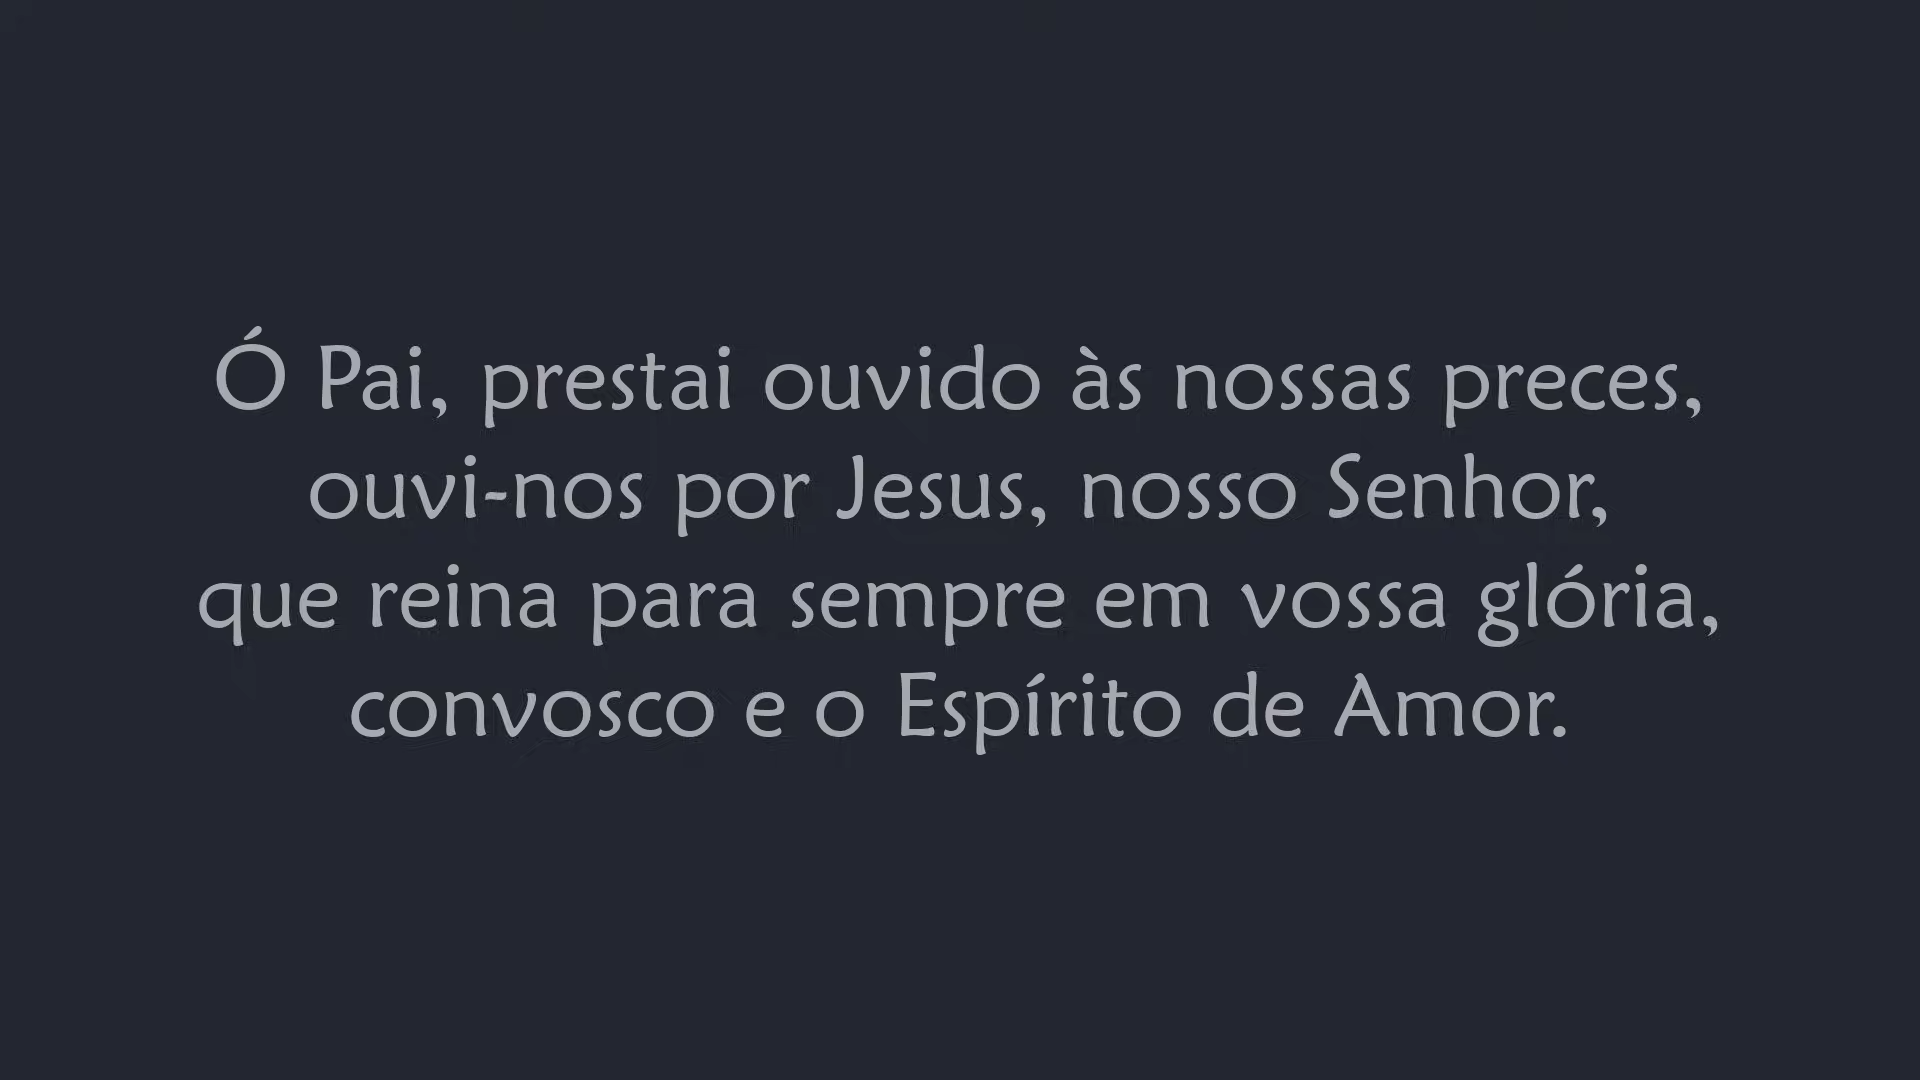 Ó Pai, prestai ouvido às nossas preces,
ouvi-nos por Jesus, nosso Senhor,
que reina para sempre em vossa glória,
convosco e o Espírito de Amor.